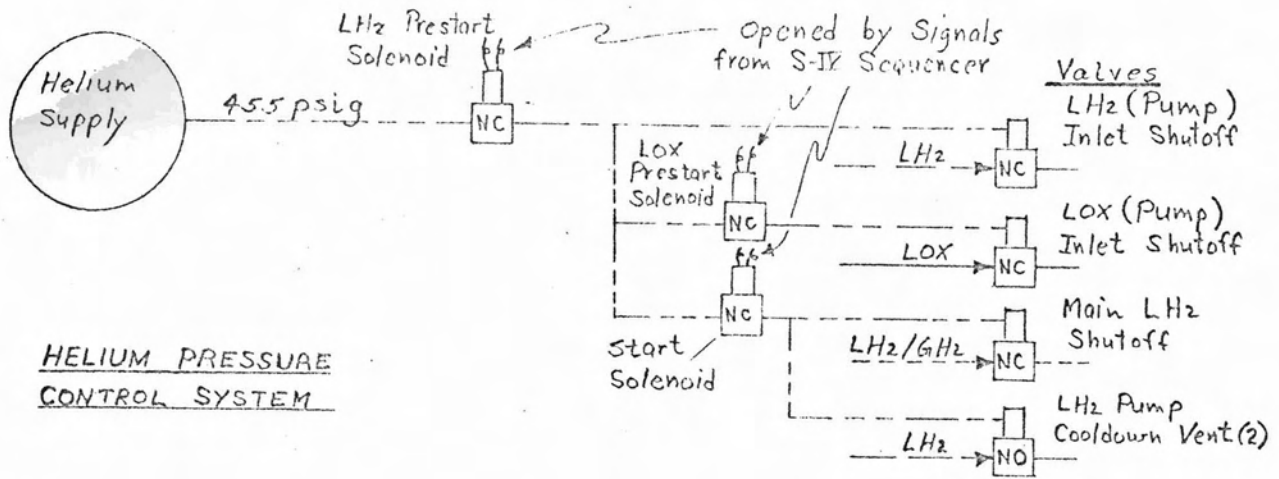 LH2 Prestart
Solenoid
Opened by Signals
from S-IV Sequencer
Helium
Supply
455 psig
NC
Valves
LH2 (Pump)
Inlet Shutoff
LH2
NC
LOX
Prestart
Solenoid
NC
LOX (Pump)
Inlet Shutoff
LOX
NC
Start
Solenoid
NC
Main LH2
Shutoff
LH2/GH2
NC
LH2 Pump
Cooldown Vent (2)
LH2
NO
HELIUM PRESSURE
CONTROL SYSTEM